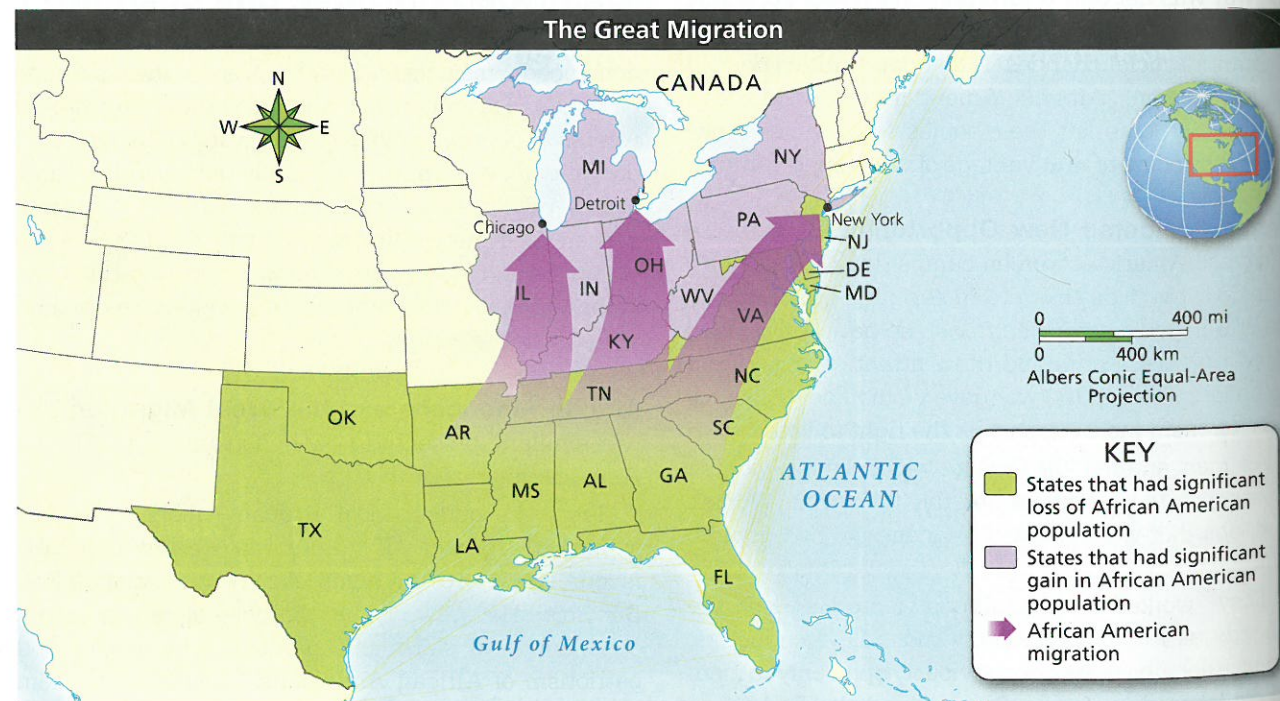 The Great Migration
CANADA
N
W
E
S
MI
NY
Detroit
Chicago
PA
New York
NJ
OH
DE
IL
IN
WV
MD
VA
KY
NC
TN
OK
AR
SC
MS
AL
GA
TX
LA
FL
ATLANTIC
OCEAN
Gulf of Mexico
0 400 mi
0 400 km
Albers Conic Equal-Area
Projection
KEY
States that had significant
loss of African American
population
States that had significant
gain in African American
population
African American
migration